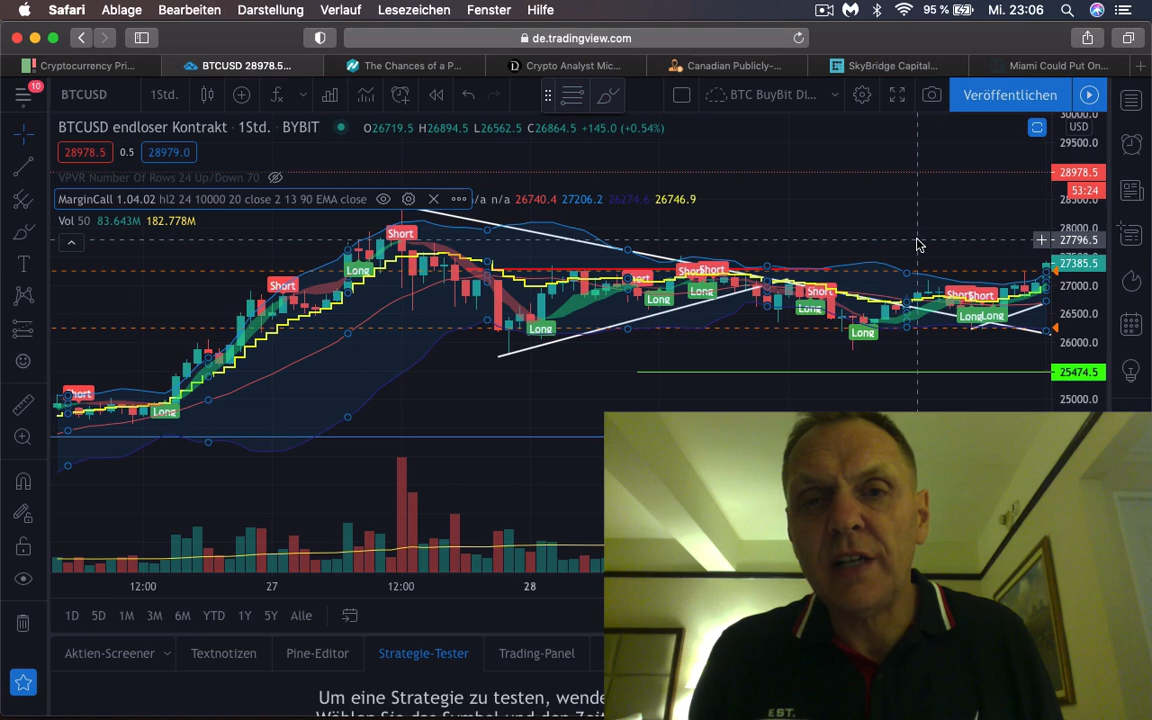 Safari Ablage Bearbeiten Darstellung Verlauf Lesezeichen Fenster Hilfe 95 % Mi. 23:06
de.tradingview.com
Cryptocurrency Pri... BTCUSD 28978.5... The Chances of a P... Crypto Analyst Mic... Canadian Publicly-... SkyBridge Capital... Miami Could Put On...
10 BTCUSD 1Std. BTC BuyBit Di... Veröffentlichen
30000.0
BTCUSD endloser Kontrakt · 1Std. · BYBIT O26719.5 H26894.5 L26562.5 C26864.5 +145.0 (+0.54%) USD
29500.0
28978.5 0.5 28979.0
28978.5
VPVR Number Of Rows 24 Up/Down 70
53:24
MarginCall 1.04.02 hl2 24 10000 20 close 2 13 90 EMA close /a n/a 26740.4 27206.2 26274.6 26746.9
28500.0
Vol 50 83.643M 182.778M
28000.0
Short
27796.5
27385.5
Long Short Short Short
Short Short Short Short
27000.0
Long Long Long
26500.0
Long Long Long Long
26000.0
25474.5
Short
25000.0
Long
12:00 27 12:00 28
1D 5D 1M 3M 6M YTD 1Y 5Y Alle
Aktien-Screener Textnotizen Pine-Editor Strategie-Tester Trading-Panel
Um eine Strategie zu testen, wende
Wählen Sie das Symbol und den Zei
EST.